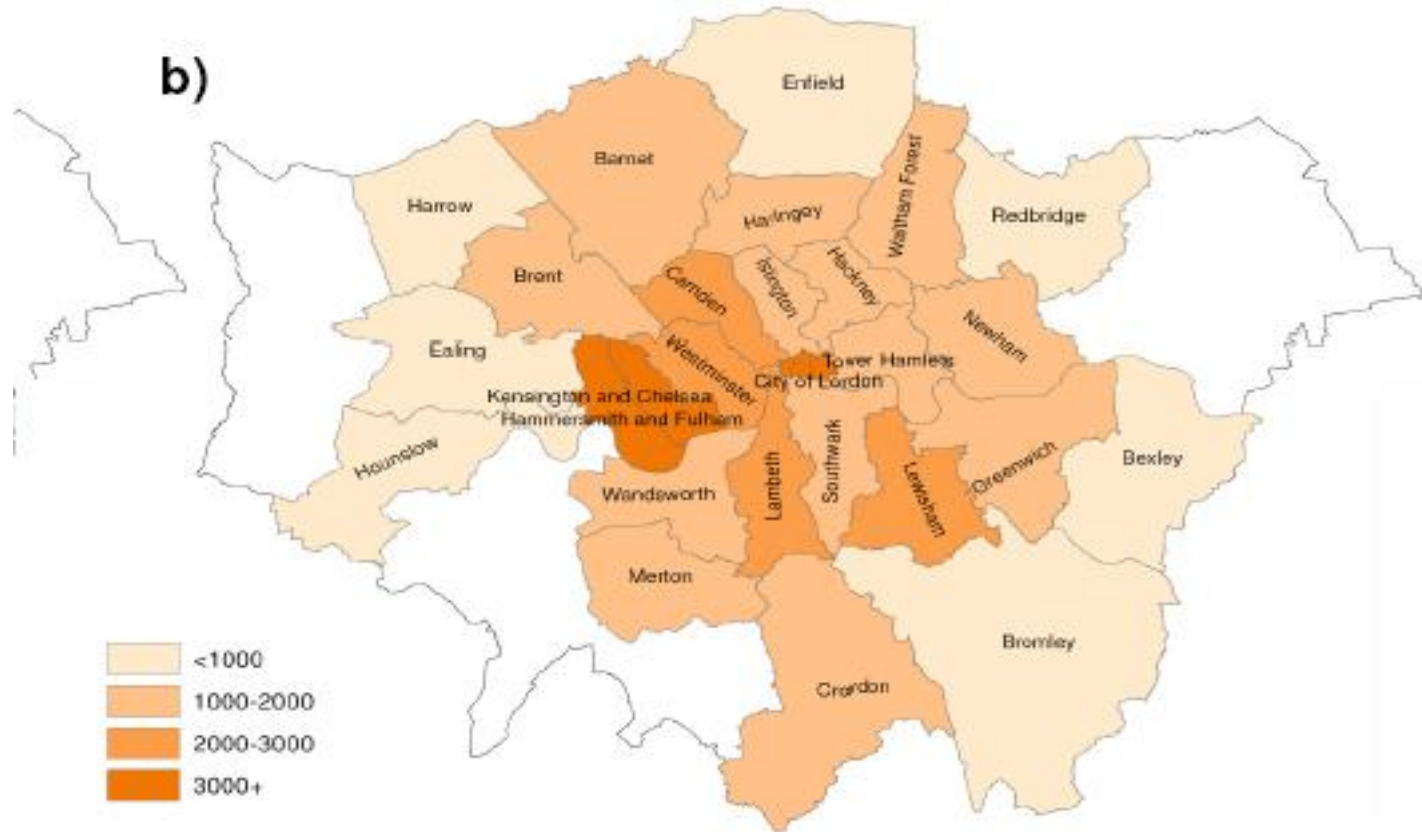 b)
Enfield
Barnet
Harrow
Haringey
Waltham Forest
Redbridge
Brent
Camden
Islington
Hackney
Newham
Ealing
Westminster
Tower Hamlets
City of London
Kensington and Chelsea
Hammersmith and Fulham
Hounslow
Wandsworth
Lambeth
Southwark
Lewisham
Greenwich
Bexley
Merton
Bromley
Croydon
<1000
1000-2000
2000-3000
3000+